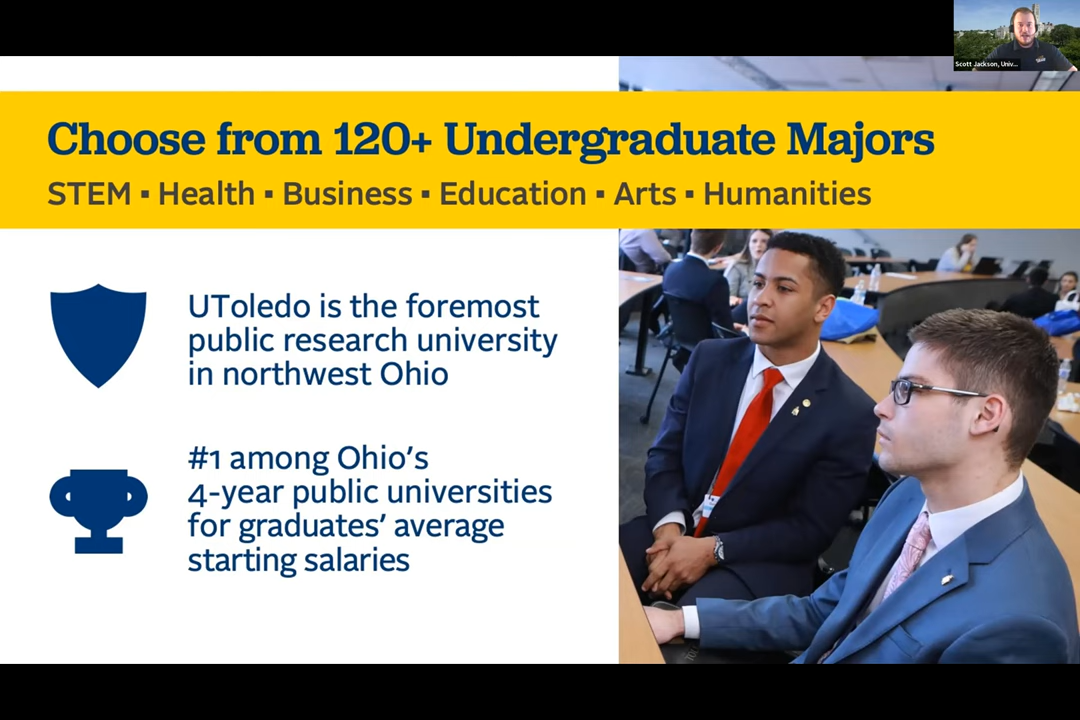 Scott Jackson, Univ...
Choose from 120+ Undergraduate Majors
STEM ▪ Health ▪ Business ▪ Education ▪ Arts ▪ Humanities
UToledo is the foremost
public research university
in northwest Ohio
#1 among Ohio's
4-year public universities
for graduates' average
starting salaries